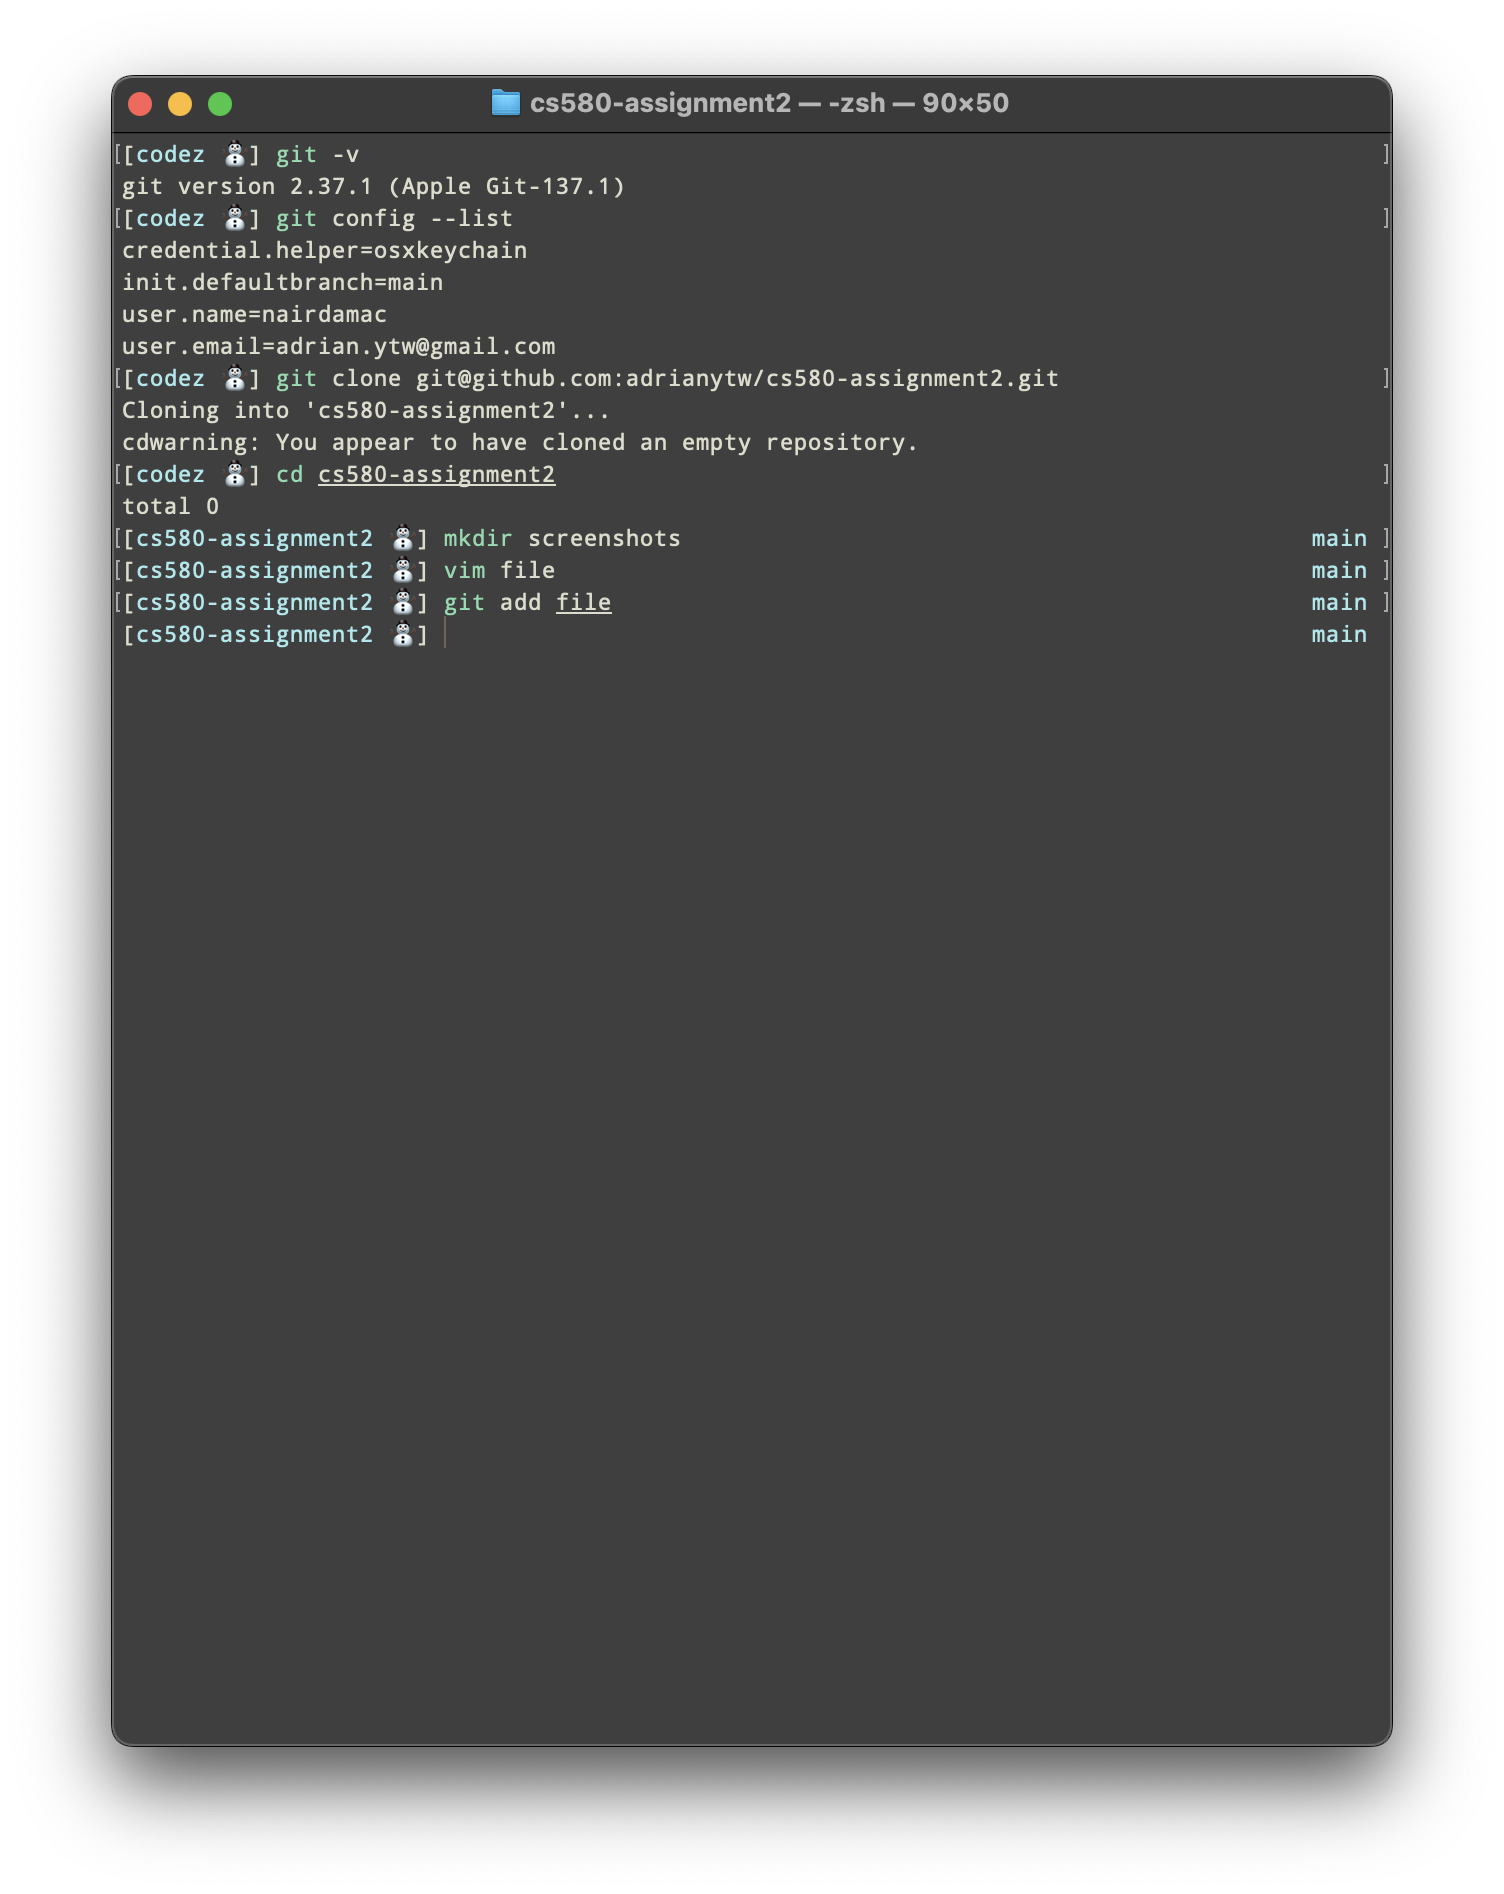 cs580-assignment2 — -zsh — 90×50
[[codez ⛄] git -v ]
git version 2.37.1 (Apple Git-137.1)
[[codez ⛄] git config --list ]
credential.helper=osxkeychain
init.defaultbranch=main
user.name=nairdamac
user.email=adrian.ytw@gmail.com
[[codez ⛄] git clone git@github.com:adrianytw/cs580-assignment2.git ]
Cloning into 'cs580-assignment2'...
cdwarning: You appear to have cloned an empty repository.
[[codez ⛄] cd cs580-assignment2 ]
total 0
[[cs580-assignment2 ⛄] mkdir screenshots main ]
[[cs580-assignment2 ⛄] vim file main ]
[[cs580-assignment2 ⛄] git add file main ]
[cs580-assignment2 ⛄] main